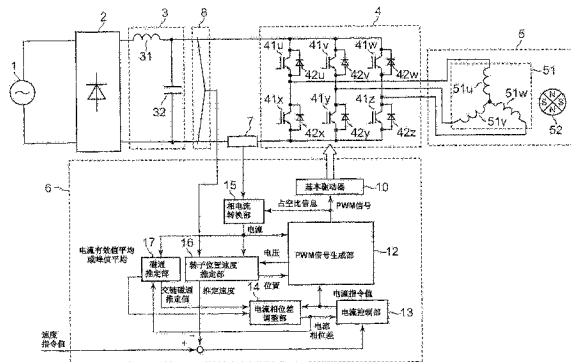 1
2
3
31
32
8
4
41u 41v 41w
42u 42v 42w
41x 41y 41z
42x 42y 42z
5
51
51u 51w
51v
N
S S
N
52
7
6
15
相电流
转换部
占空比信息
基本驱动器
10
PWM信号
电流
电流有效值平均
或峰值平均
17
磁通
推定部
16
转子位置速度
推定部
电压
位置
PWM信号生成部
12
交链磁通
推定值
推定速度
14
电流相位差
调整部
电流指令值
电流控制部
13
电流
相位差
速度
指令值
+
−